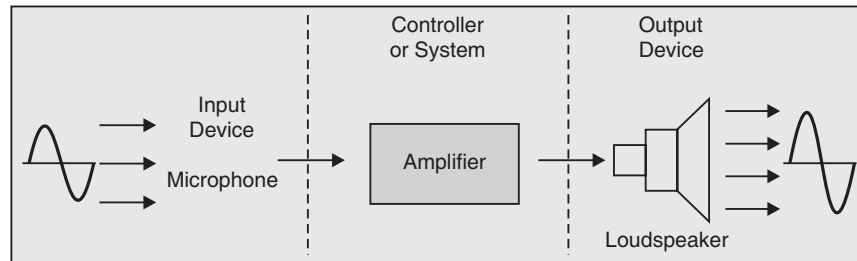 Input
Device
Microphone
Controller
or System
Amplifier
Output
Device
Loudspeaker